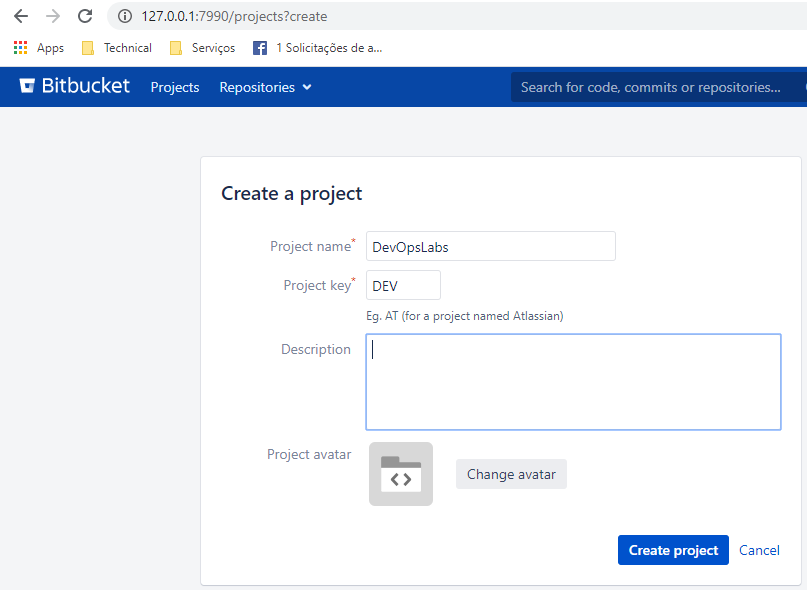 127.0.0.1:7990/projects?create
Apps Technical Serviços 1 Solicitações de a...
Bitbucket Projects Repositories Search for code, commits or repositories...
Create a project
Project name* DevOpsLabs
Project key* DEV
Eg. AT (for a project named Atlassian)
Description
Project avatar Change avatar
Create project Cancel